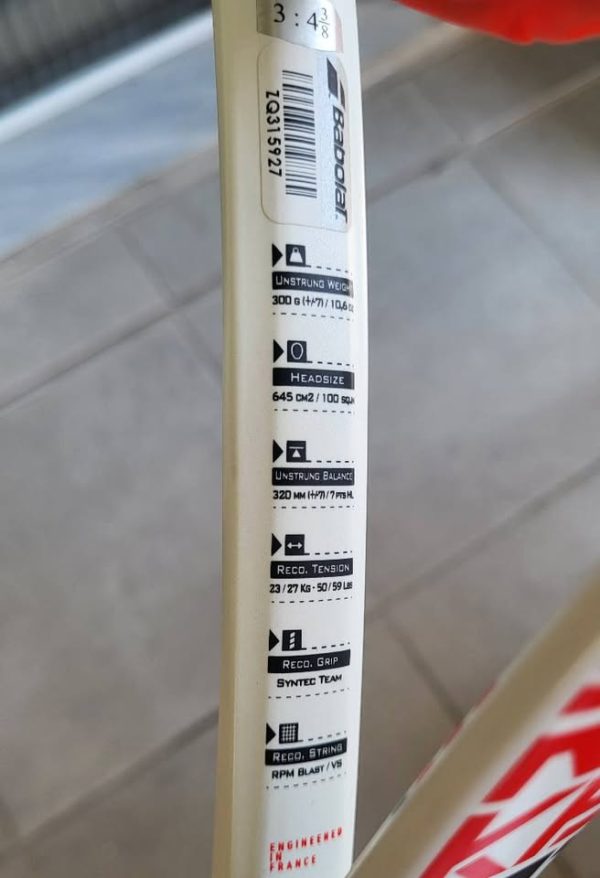 3 : 4 3/8
Babolat
ZQ315927
UNSTRUNG WEIGH
300 G (+/-7) / 10,6 OZ
HEADSIZE
645 CM2 / 100 SQ.IN
UNSTRUNG BALANCE
320 MM (+/-7) / 7 PTS HL
RECO. TENSION
23 / 27 KG - 50 / 59 LBS
RECO. GRIP
SYNTEC TEAM
RECO. STRING
RPM BLAST / VS
ENGINEERED
IN
FRANCE